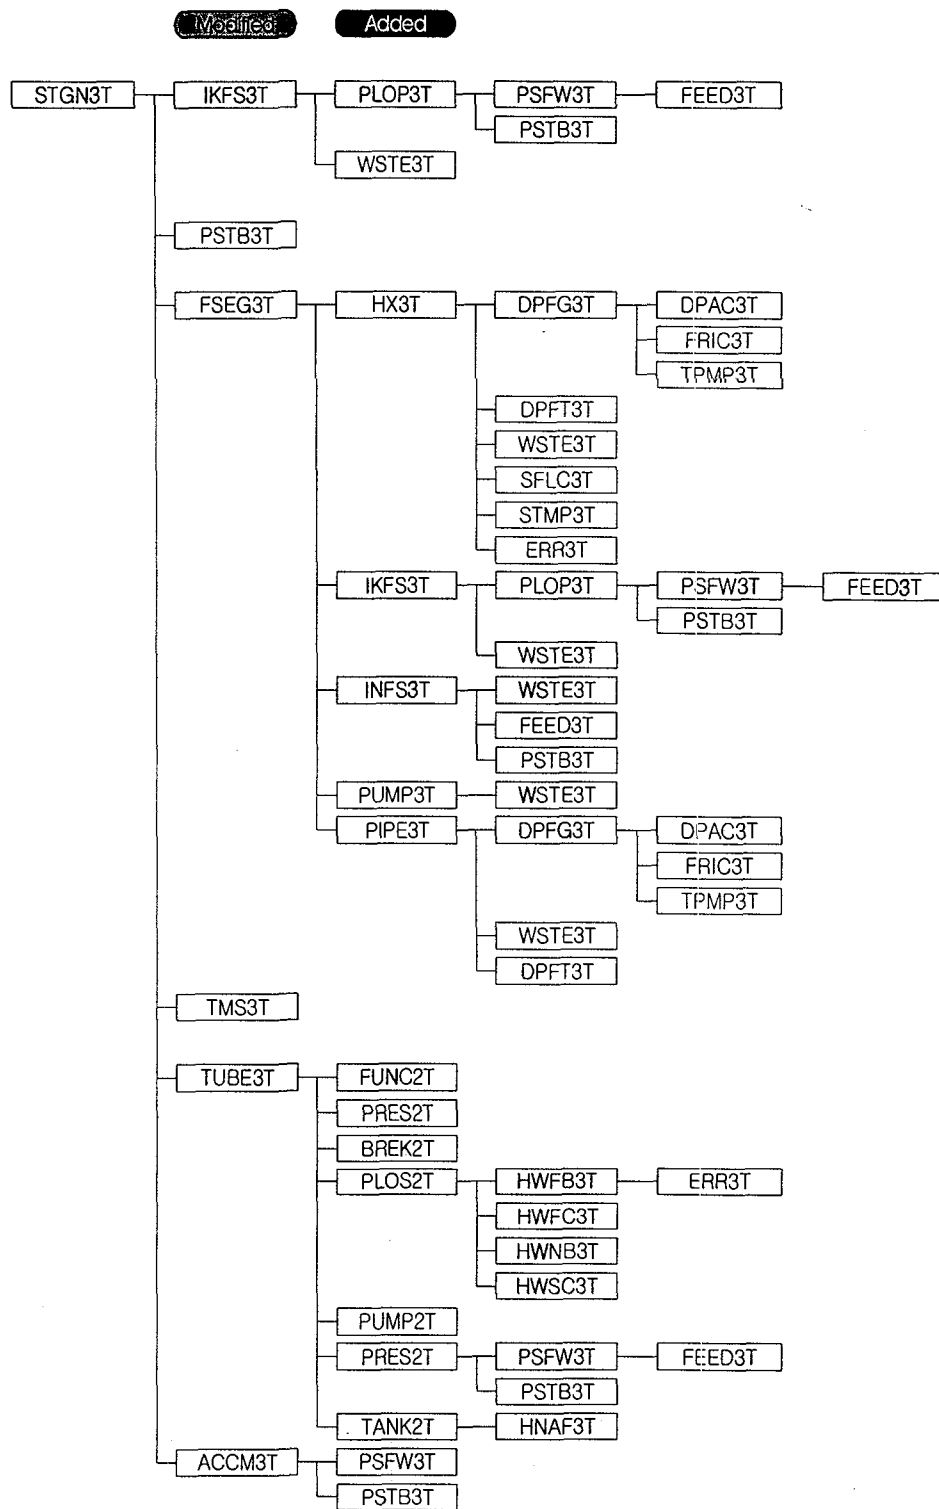 Modified Added
STGN3T IKFS3T PLOP3T PSFW3T FEED3T
PSTB3T
WSTE3T
PSTB3T
FSEG3T HX3T DPFG3T DPAC3T
FRIC3T
TPMP3T
DPFT3T
WSTE3T
SFLC3T
STMP3T
ERR3T
IKFS3T PLOP3T PSFW3T FEED3T
PSTB3T
WSTE3T
INFS3T WSTE3T
FEED3T
PSTB3T
PUMP3T WSTE3T
PIPE3T DPFG3T DPAC3T
FRIC3T
TPMP3T
WSTE3T
DPFT3T
TMS3T
TUBE3T FUNC2T
PRES2T
BREK2T
PLOS2T HWFB3T ERR3T
HWFC3T
HWNB3T
HWSC3T
PUMP2T
PRES2T PSFW3T FEED3T
PSTB3T
TANK2T HNAF3T
ACCM3T PSFW3T
PSTB3T